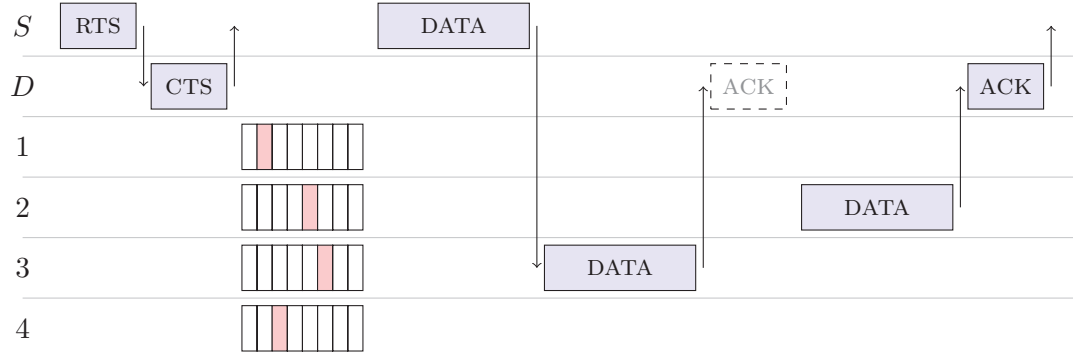 S RTS DATA
D CTS ACK ACK
1
2 DATA
3 DATA
4